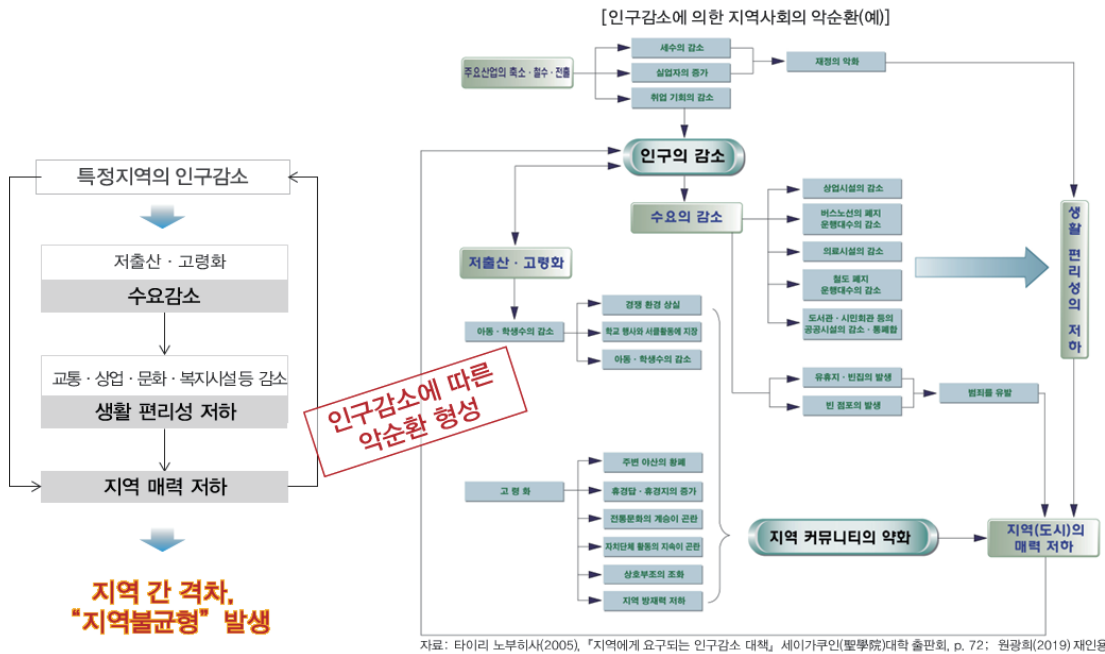 [인구감소에 의한 지역사회의 악순환(예)]
특정지역의 인구감소
저출산 · 고령화
수요감소
교통 · 상업 · 문화 · 복지시설 등 감소
생활 편리성 저하
지역 매력 저하
지역 간 격차,
“지역불균형” 발생
인구감소에 따른
악순환 형성
주요산업의 축소 · 철수 · 전출
세수의 감소
실업자의 증가
취업 기회의 감소
재정의 악화
인구의 감소
수요의 감소
상업시설의 감소
버스노선의 폐지
운행대수의 감소
의료시설의 감소
철도 폐지
운행대수의 감소
도서관 · 시민회관 등의
공공시설의 감소 · 통폐합
생활 편리성의 저하
저출산 · 고령화
아동 · 학생수의 감소
경쟁 환경 상실
학교 행사와 서클활동에 지장
아동 · 학생수의 감소
유휴지 · 빈집의 발생
빈 점포의 발생
범죄를 유발
고 령 화
주변 야산의 황폐
휴경답 · 휴경지의 증가
전통문화의 계승이 곤란
자치단체 활동의 지속이 곤란
상호부조의 조화
지역 방재력 저하
지역 커뮤니티의 약화
지역(도시)의
매력 저하
자료: 타이리 노부히사(2005), 『지역에게 요구되는 인구감소 대책』 세이가쿠인(聖學院)대학 출판회, p. 72; 원광희(2019) 재인용